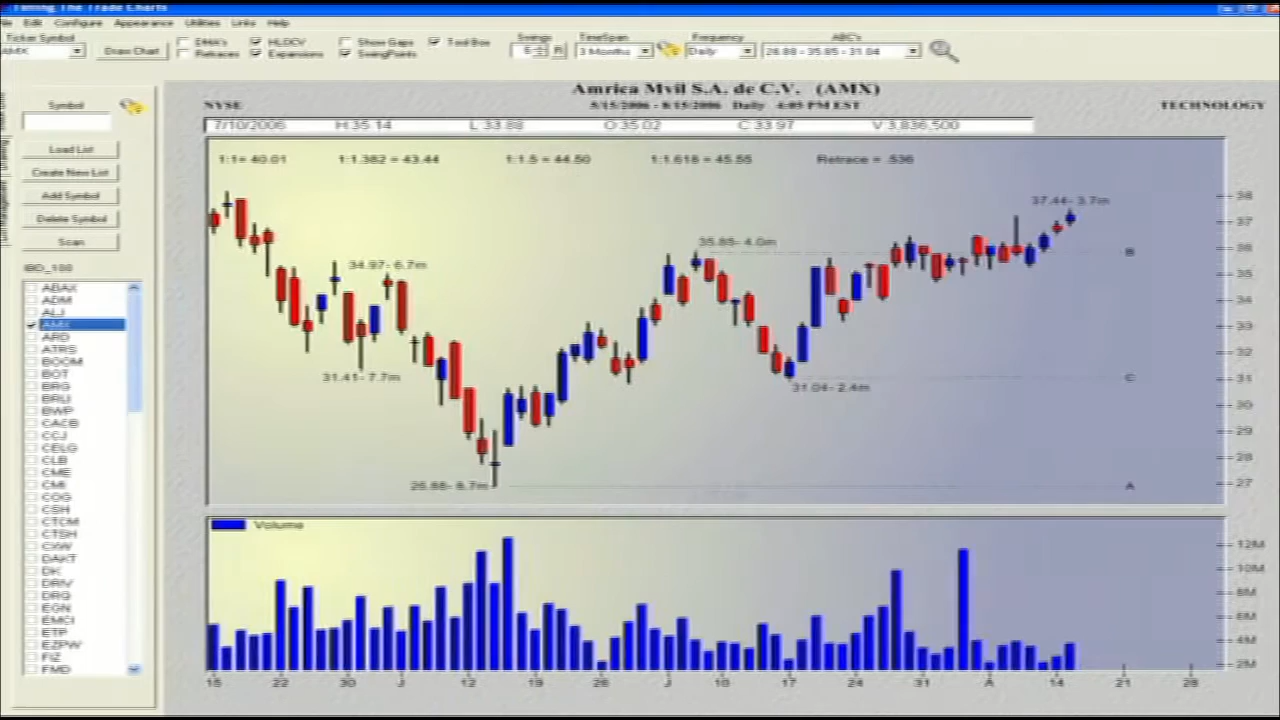 Timing The Trade Charts
Edit Configure Appearance Utilities Links Help
Ticker Symbol
AMX
Draw Chart
DMA's HLOCV Show Gaps Tool Box
Retraces Expansions SwingPoints
Swings TimeSpan Frequency ABC's
5 R 3 Months Daily 26.88 - 35.85 - 31.04
Amrica Mvil S.A. de C.V. (AMX)
NYSE 5/15/2006 - 8/15/2006 Daily 4:05 PM EST TECHNOLOGY
7/10/2006 H 35.14 L 33.88 O 35.02 C 33.97 V 3,836,500
1:1= 40.01 1:1.382 = 43.44 1:1.5 = 44.50 1:1.618 = 45.55 Retrace = .536
Symbol
Load List
Create New List
Add Symbol
Delete Symbol
Scan
IBD_100
ABAX
ADM
ALJ
AMX
ARD
ATRS
BOOM
BOT
BRG
BRLI
BWP
CACB
CCJ
CELG
CLB
CME
CMI
COG
CSH
CTCM
CTSH
CXW
DAKT
DK
DRIV
DRQ
EGN
EMCI
ETP
EZPW
FIZ
FMD
37.44- 3.7m
35.85- 4.0m
34.97- 6.7m
31.41- 7.7m
31.04- 2.4m
26.88- 8.7m
B
C
A
38
37
36
35
34
33
32
31
30
29
28
27
Volume
12M
10M
8M
6M
4M
2M
15 22 30 J 12 19 26 J 10 17 24 31 A 14 21 28